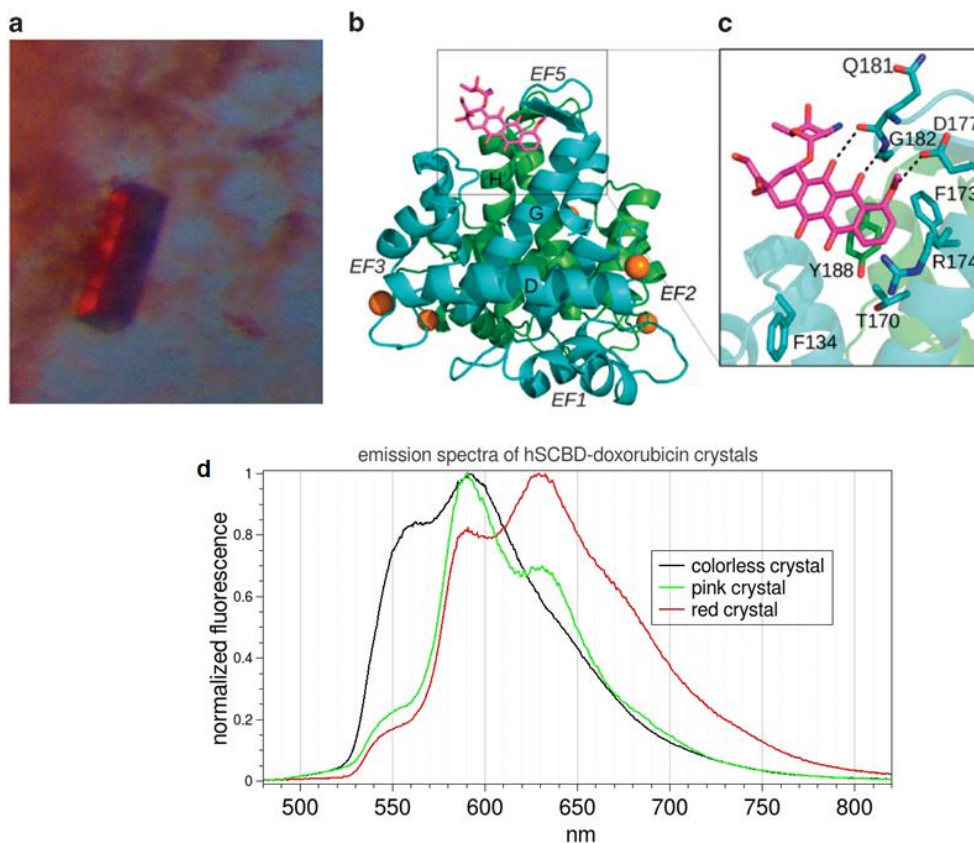 a
b
c
EF5
H
G
EF3
D
EF2
EF1
Q181
D177
G182
F173
Y188
R174
T170
F134
d
emission spectra of hSCBD-doxorubicin crystals
normalized fluorescence
1
0.8
0.6
0.4
0.2
0
colorless crystal
pink crystal
red crystal
500 550 600 650 700 750 800
nm